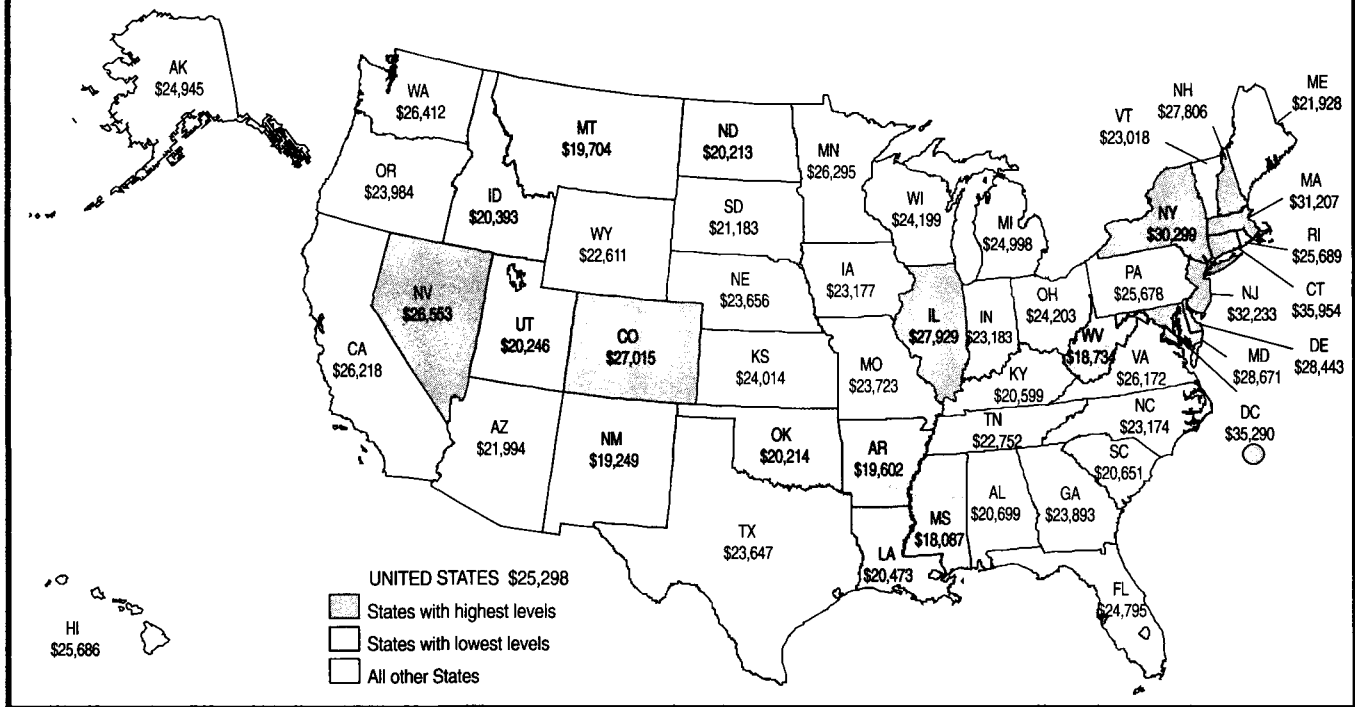 AK
$24,945
WA
$26,412
MT
$19,704
ND
$20,213
MN
$26,295
VT
$23,018
NH
$27,806
ME
$21,928
OR
$23,984
ID
$20,393
WY
$22,611
SD
$21,183
WI
$24,199
MI
$24,998
NY
$30,299
MA
$31,207
RI
$25,689
CT
$35,954
NJ
$32,233
DE
$28,443
MD
$28,671
DC
$35,290
NV
$26,553
UT
$20,246
CO
$27,015
NE
$23,656
IA
$23,177
IL
$27,929
IN
$23,183
OH
$24,203
PA
$25,678
WV
$18,734
VA
$26,172
CA
$26,218
KS
$24,014
MO
$23,723
KY
$20,599
NC
$23,174
TN
$22,752
SC
$20,651
AZ
$21,994
NM
$19,249
OK
$20,214
AR
$19,602
MS
$18,087
AL
$20,699
GA
$23,893
TX
$23,647
LA
$20,473
FL
$24,795
HI
$25,686
UNITED STATES $25,298
States with highest levels
States with lowest levels
All other States